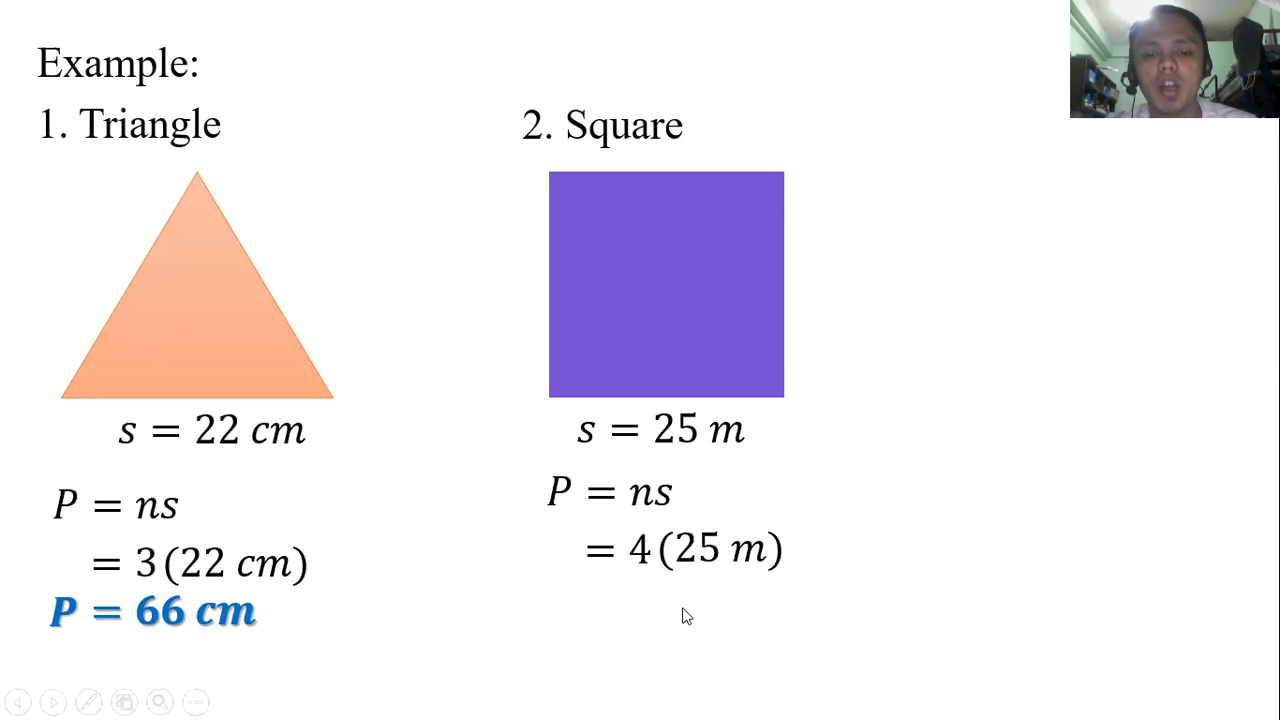 Example:
1. Triangle
s = 22 cm
P = ns
= 3(22 cm)
P = 66 cm
2. Square
s = 25 m
P = ns
= 4(25 m)